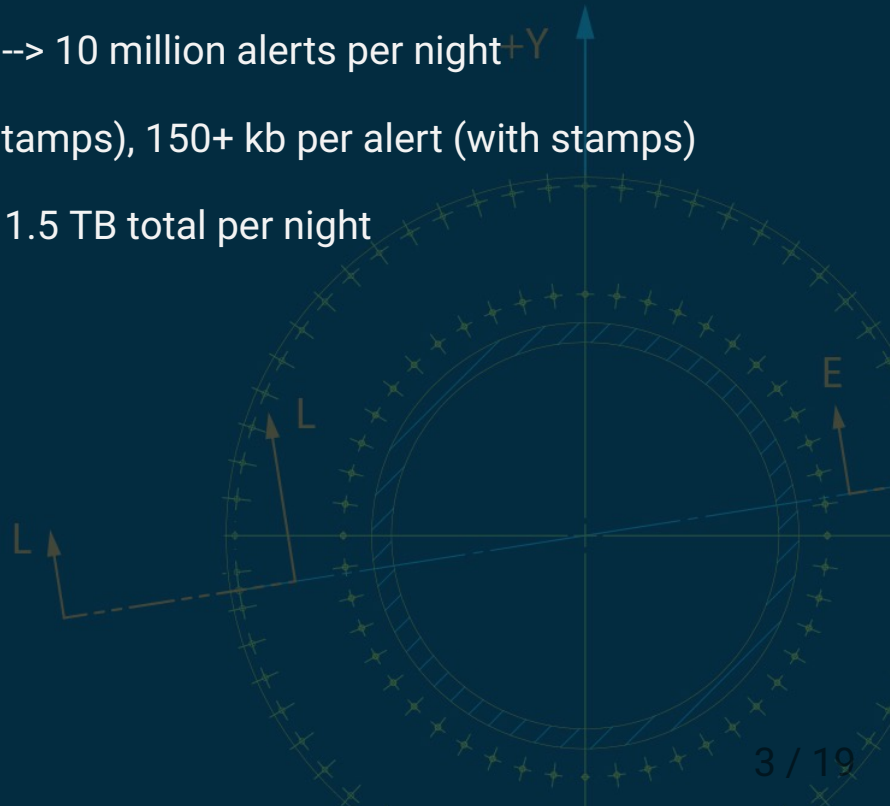 --> 10 million alerts per night
+Y
tamps), 150+ kb per alert (with stamps)
1.5 TB total per night
E
L
L
3 / 19